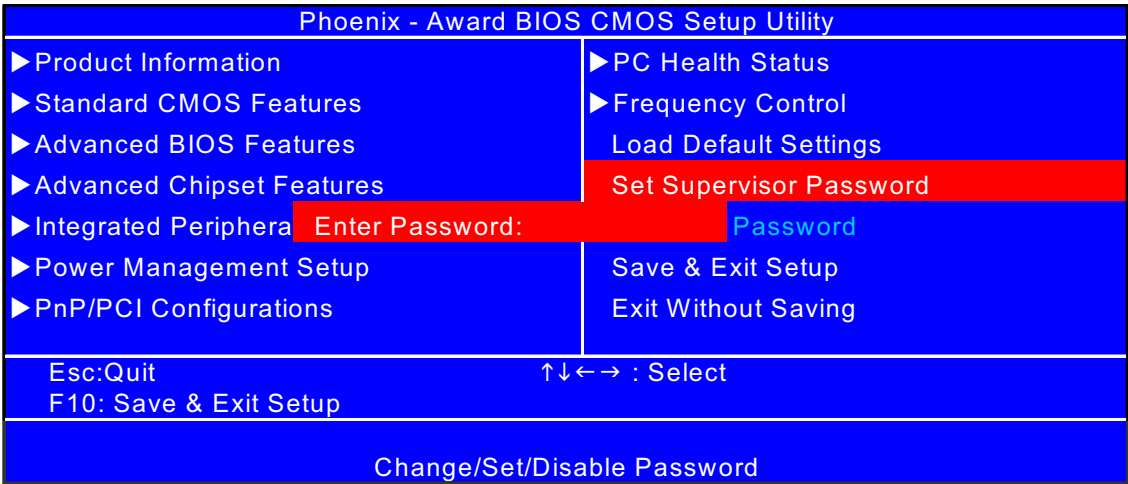 Phoenix - Award BIOS CMOS Setup Utility
▶Product Information
▶Standard CMOS Features
▶Advanced BIOS Features
▶Advanced Chipset Features
▶Integrated Periphera
▶Power Management Setup
▶PnP/PCI Configurations
▶PC Health Status
▶Frequency Control
Load Default Settings
Set Supervisor Password
Password
Save & Exit Setup
Exit Without Saving
Enter Password:
Esc:Quit
↑↓←→ : Select
F10: Save & Exit Setup
Change/Set/Disable Password